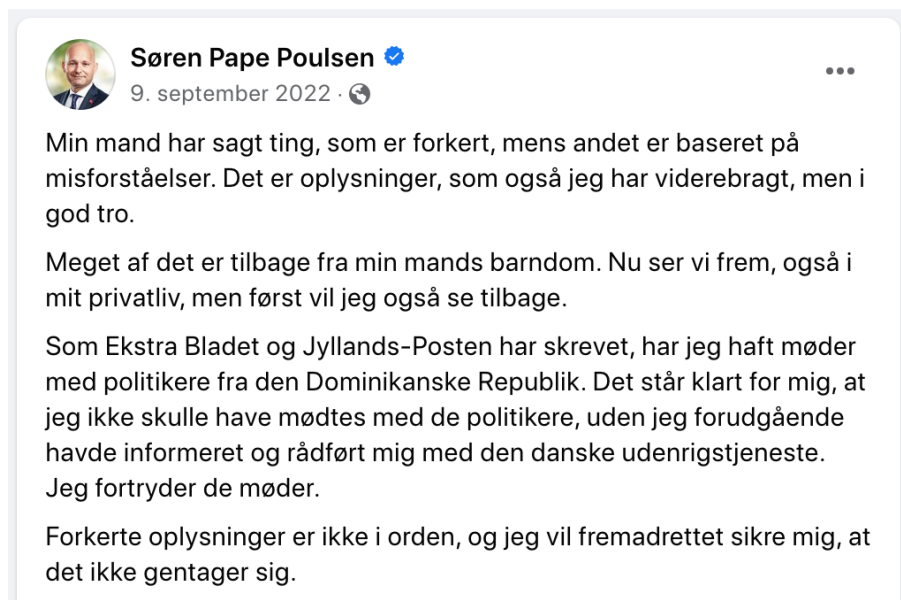 Søren Pape Poulsen
9. september 2022 ·
Min mand har sagt ting, som er forkert, mens andet er baseret på
misforståelser. Det er oplysninger, som også jeg har viderebragt, men i
god tro.
Meget af det er tilbage fra min mands barndom. Nu ser vi frem, også i
mit privatliv, men først vil jeg også se tilbage.
Som Ekstra Bladet og Jyllands-Posten har skrevet, har jeg haft møder
med politikere fra den Dominikanske Republik. Det står klart for mig, at
jeg ikke skulle have mødtes med de politikere, uden jeg forudgående
havde informeret og rådført mig med den danske udenrigstjeneste.
Jeg fortryder de møder.
Forkerte oplysninger er ikke i orden, og jeg vil fremadrettet sikre mig, at
det ikke gentager sig.